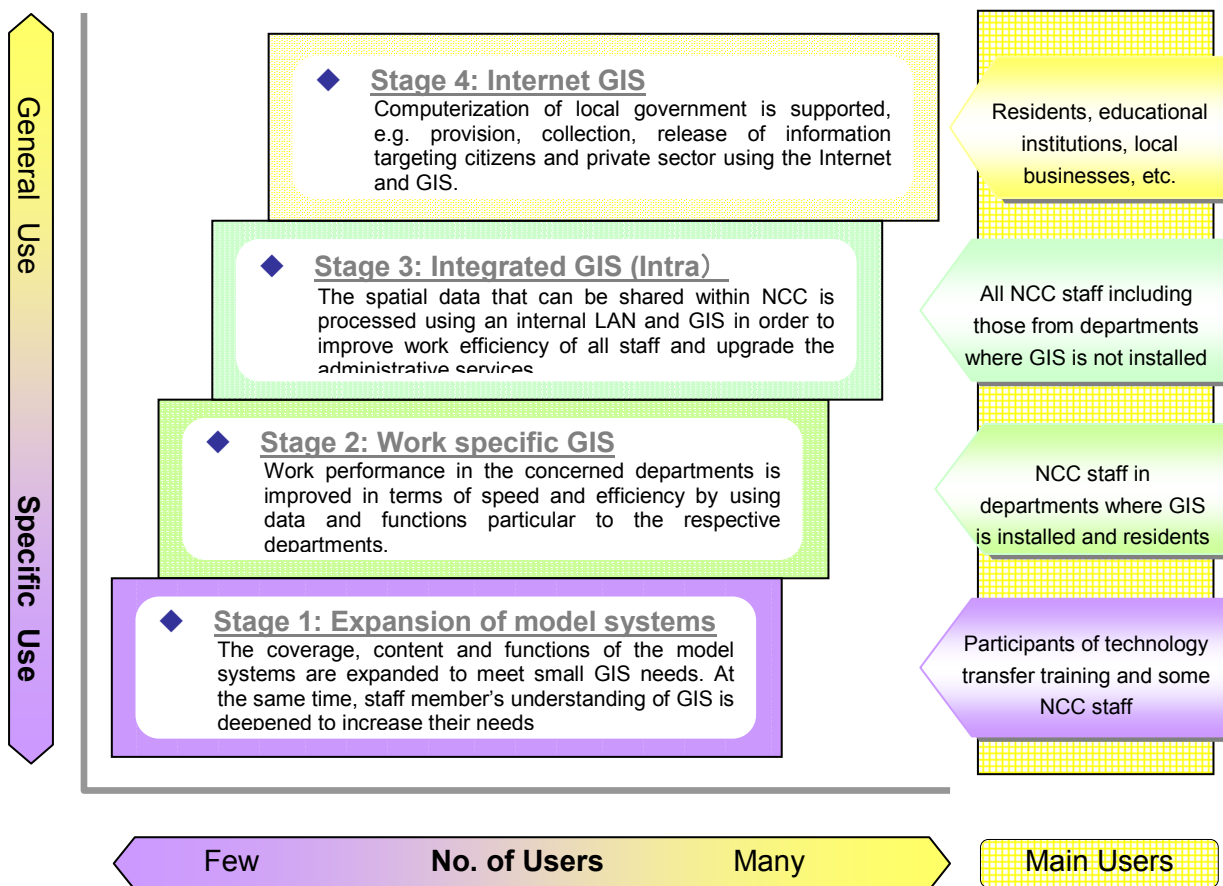 General Use
Specific Use
◆ Stage 4: Internet GIS
Computerization of local government is supported,
e.g. provision, collection, release of information
targeting citizens and private sector using the Internet
and GIS.
Residents, educational
institutions, local
businesses, etc.
◆ Stage 3: Integrated GIS (Intra）
The spatial data that can be shared within NCC is
processed using an internal LAN and GIS in order to
improve work efficiency of all staff and upgrade the
administrative services
All NCC staff including
those from departments
where GIS is not installed
◆ Stage 2: Work specific GIS
Work performance in the concerned departments is
improved in terms of speed and efficiency by using
data and functions particular to the respective
departments.
NCC staff in
departments where GIS
is installed and residents
◆ Stage 1: Expansion of model systems
The coverage, content and functions of the model
systems are expanded to meet small GIS needs. At
the same time, staff member’s understanding of GIS is
deepened to increase their needs
Participants of technology
transfer training and some
NCC staff
Few No. of Users Many
Main Users